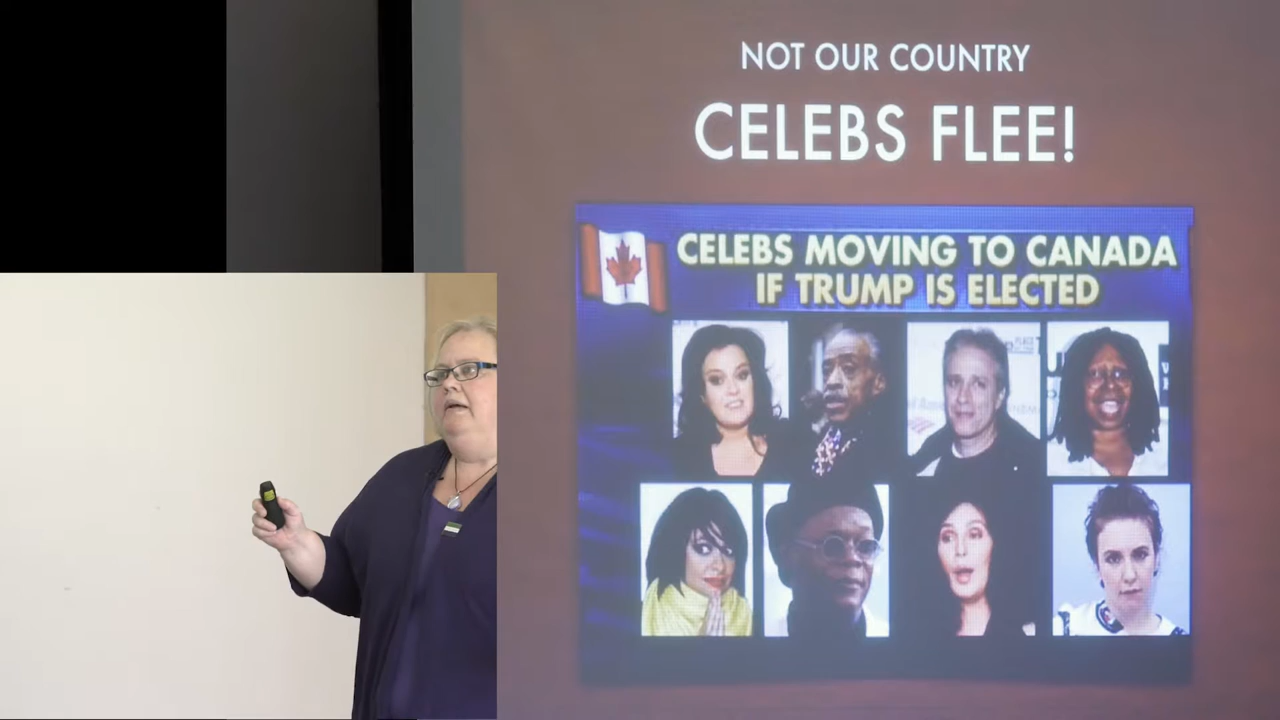 NOT OUR COUNTRY
CELEBS FLEE!
CELEBS MOVING TO CANADA
IF TRUMP IS ELECTED